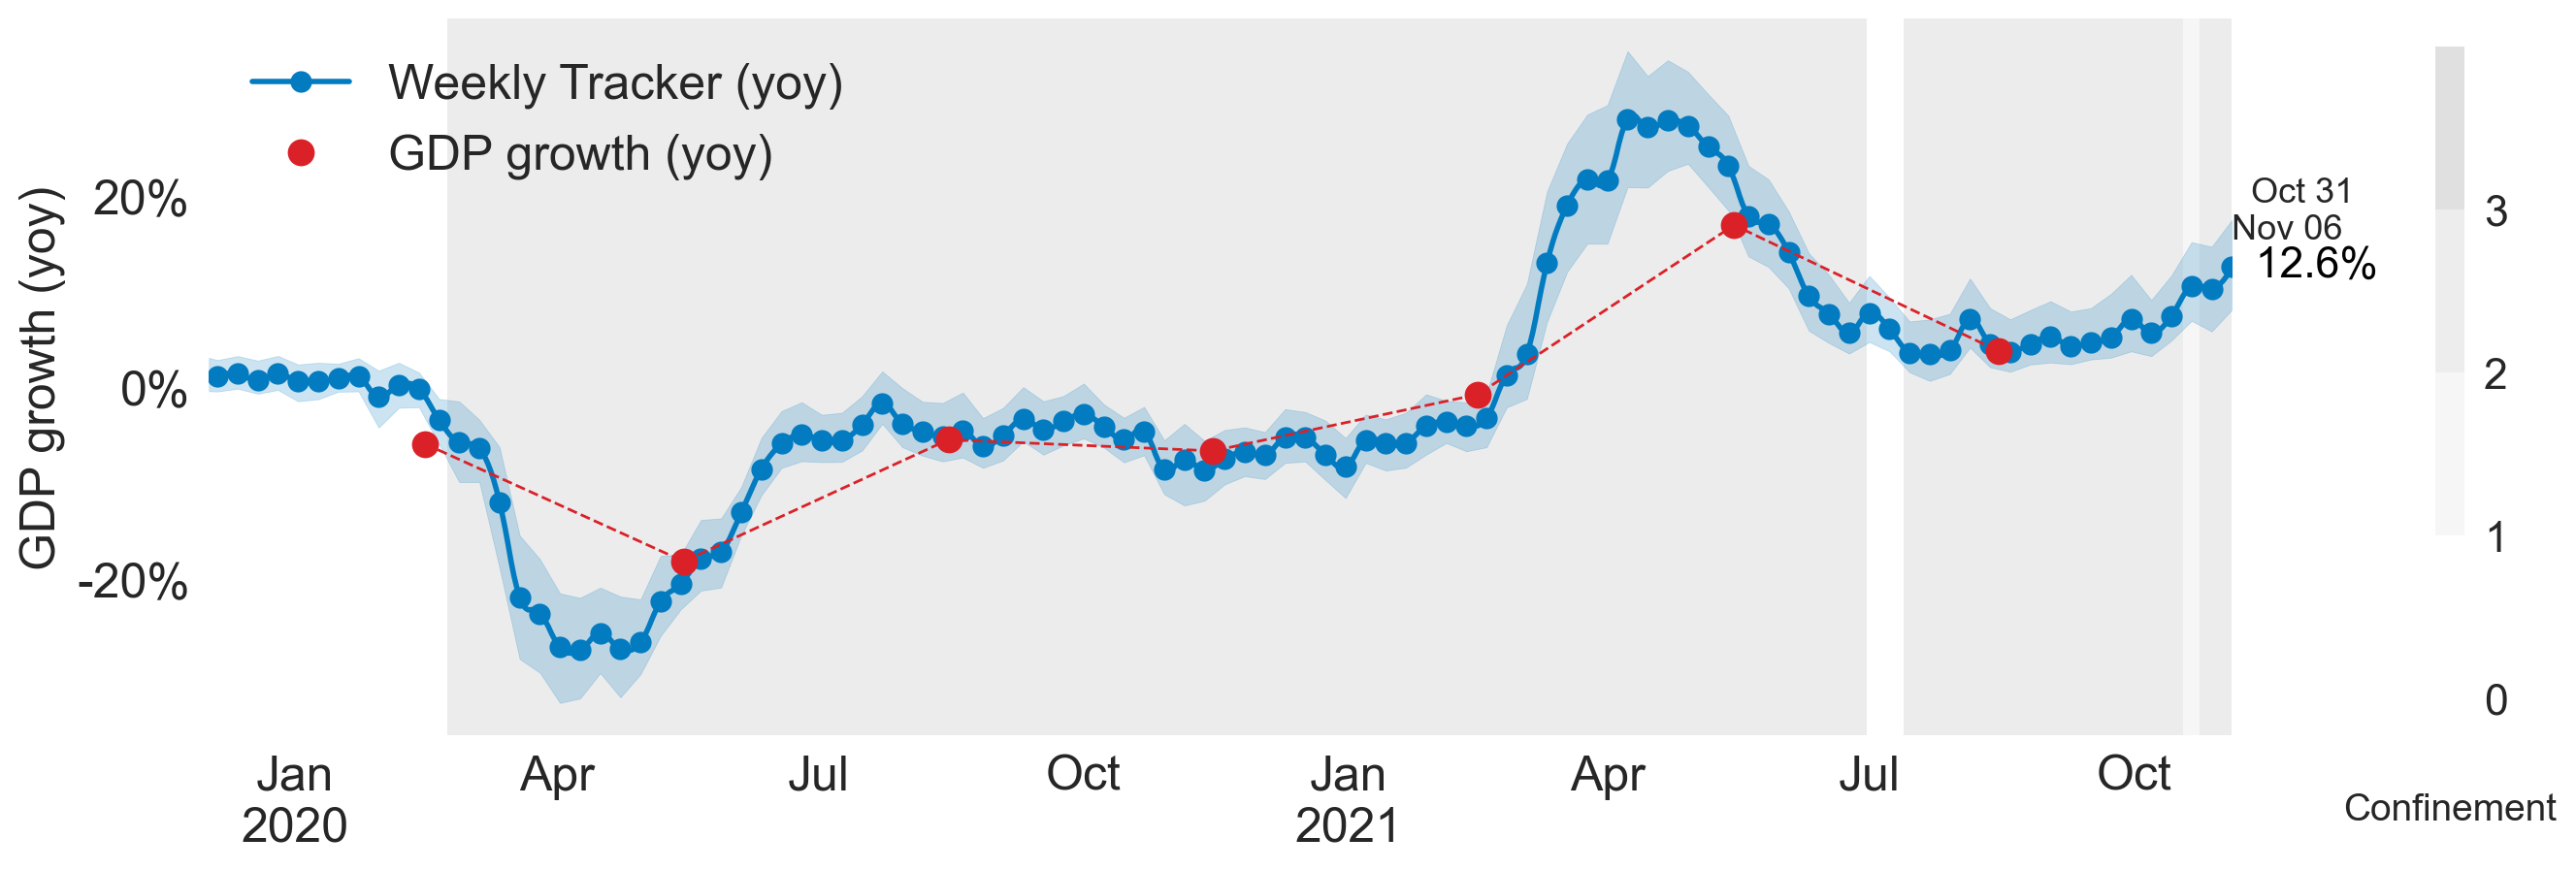 Weekly Tracker (yoy)
GDP growth (yoy)
GDP growth (yoy)
20%
0%
-20%
Oct 31
Nov 06
12.6%
3
2
1
0
Jan
2020
Apr
Jul
Oct
Jan
2021
Apr
Jul
Oct
Confinement